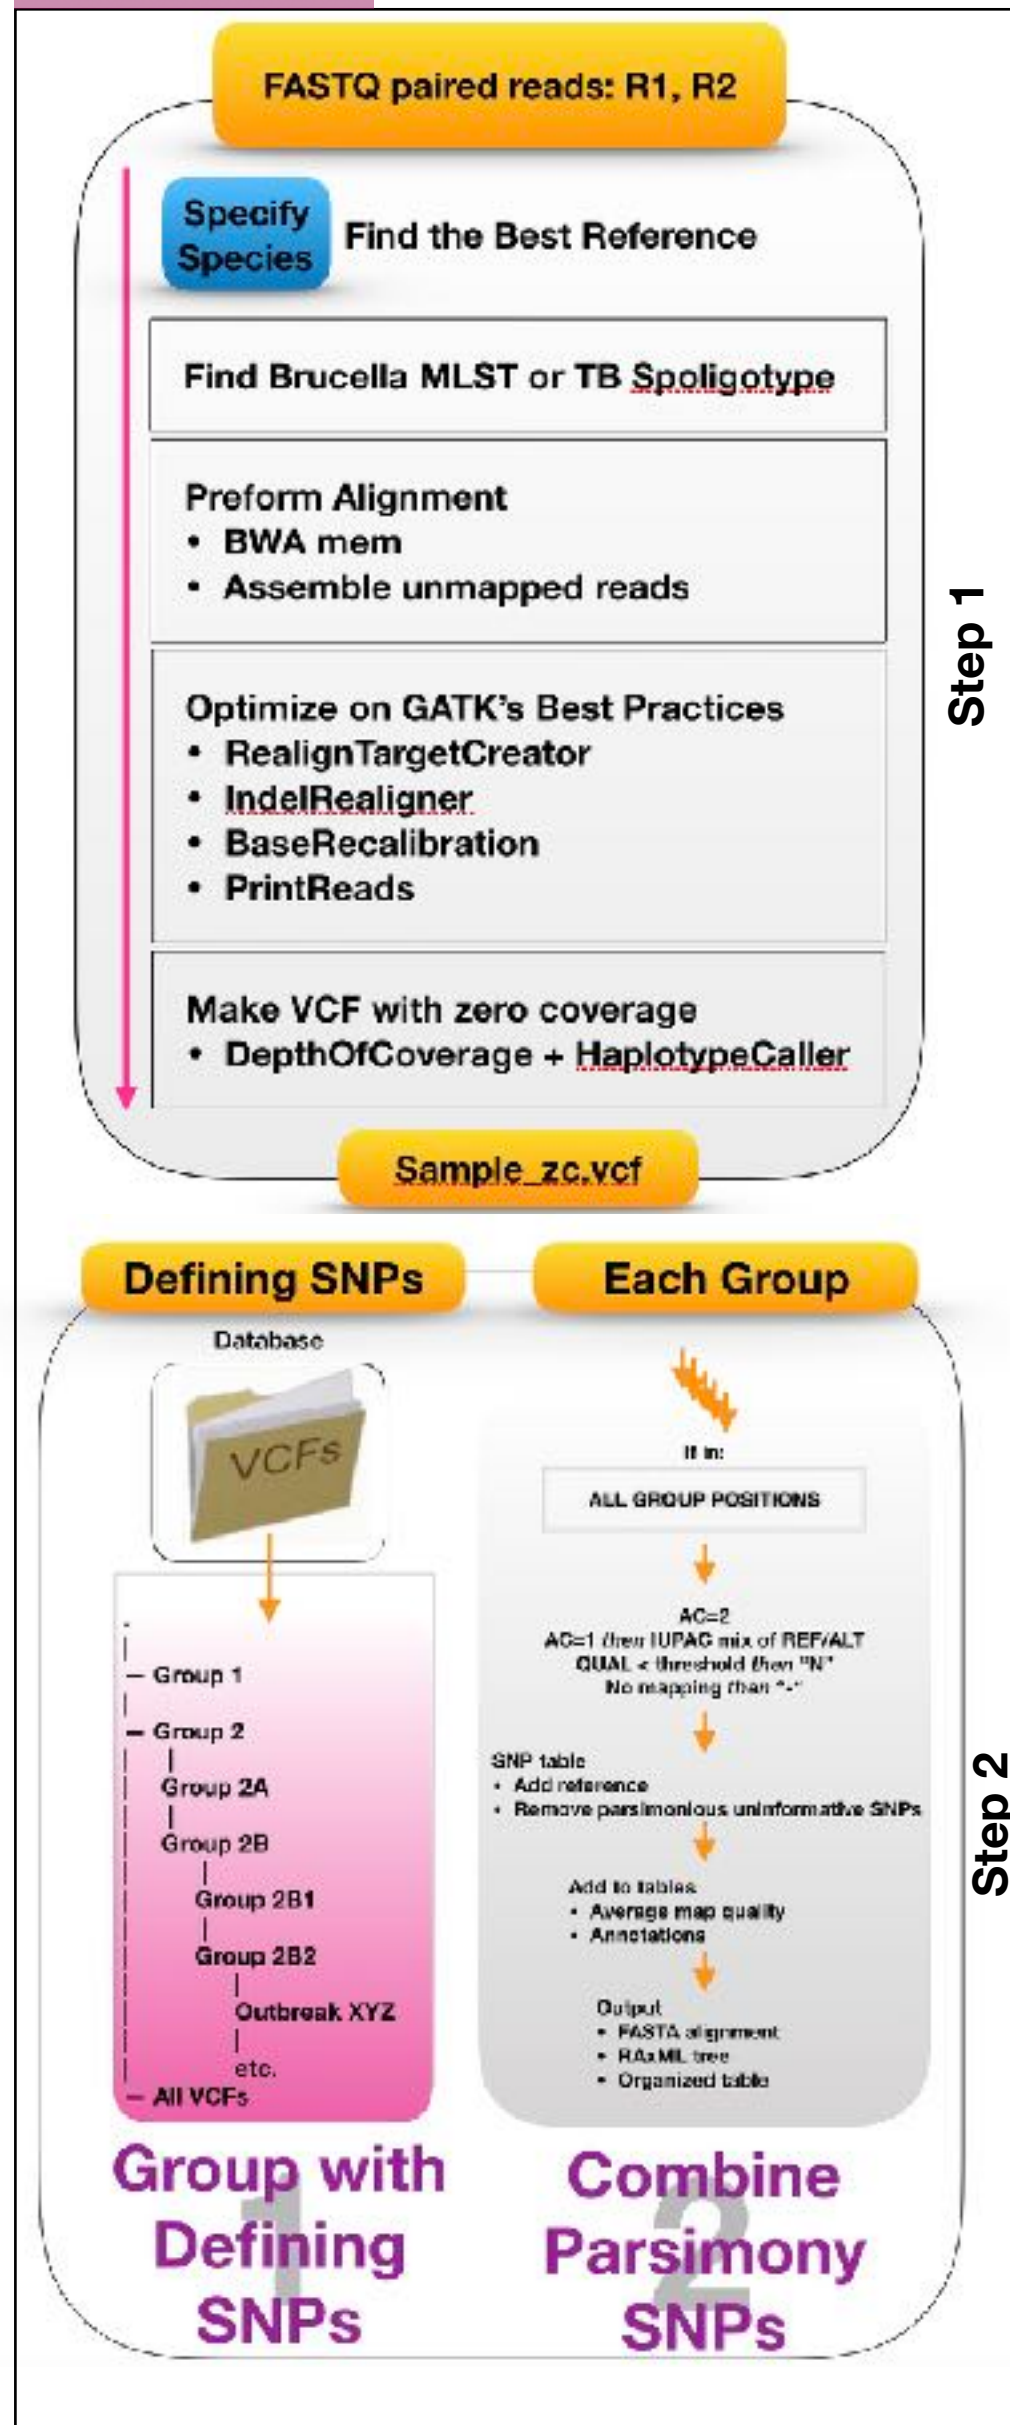 FASTQ paired reads: R1, R2
Specify
Species
Find the Best Reference
Find Brucella MLST or TB Spoligotype
Preform Alignment
• BWA mem
• Assemble unmapped reads
Optimize on GATK's Best Practices
• RealignTargetCreator
• IndelRealigner
• BaseRecalibration
• PrintReads
Make VCF with zero coverage
• DepthOfCoverage + HaplotypeCaller
Sample_zc.vcf
Step 1
Defining SNPs
Database
VCFs
Group 1
Group 2
Group 2A
Group 2B
Group 2B1
Group 2B2
Outbreak XYZ
etc.
All VCFs
1
Group with
Defining
SNPs
Each Group
If in:
ALL GROUP POSITIONS
AC=2
AC=1 then IUPAC mix of REF/ALT
QUAL < threshold then "N"
No mapping than "-"
SNP table
• Add reference
• Remove parsimonious uninformative SNPs
Add to tables
• Average map quality
• Annotations
Output
• FASTA alignment
• RAxML tree
• Organized table
2
Combine
Parsimony
SNPs
Step 2